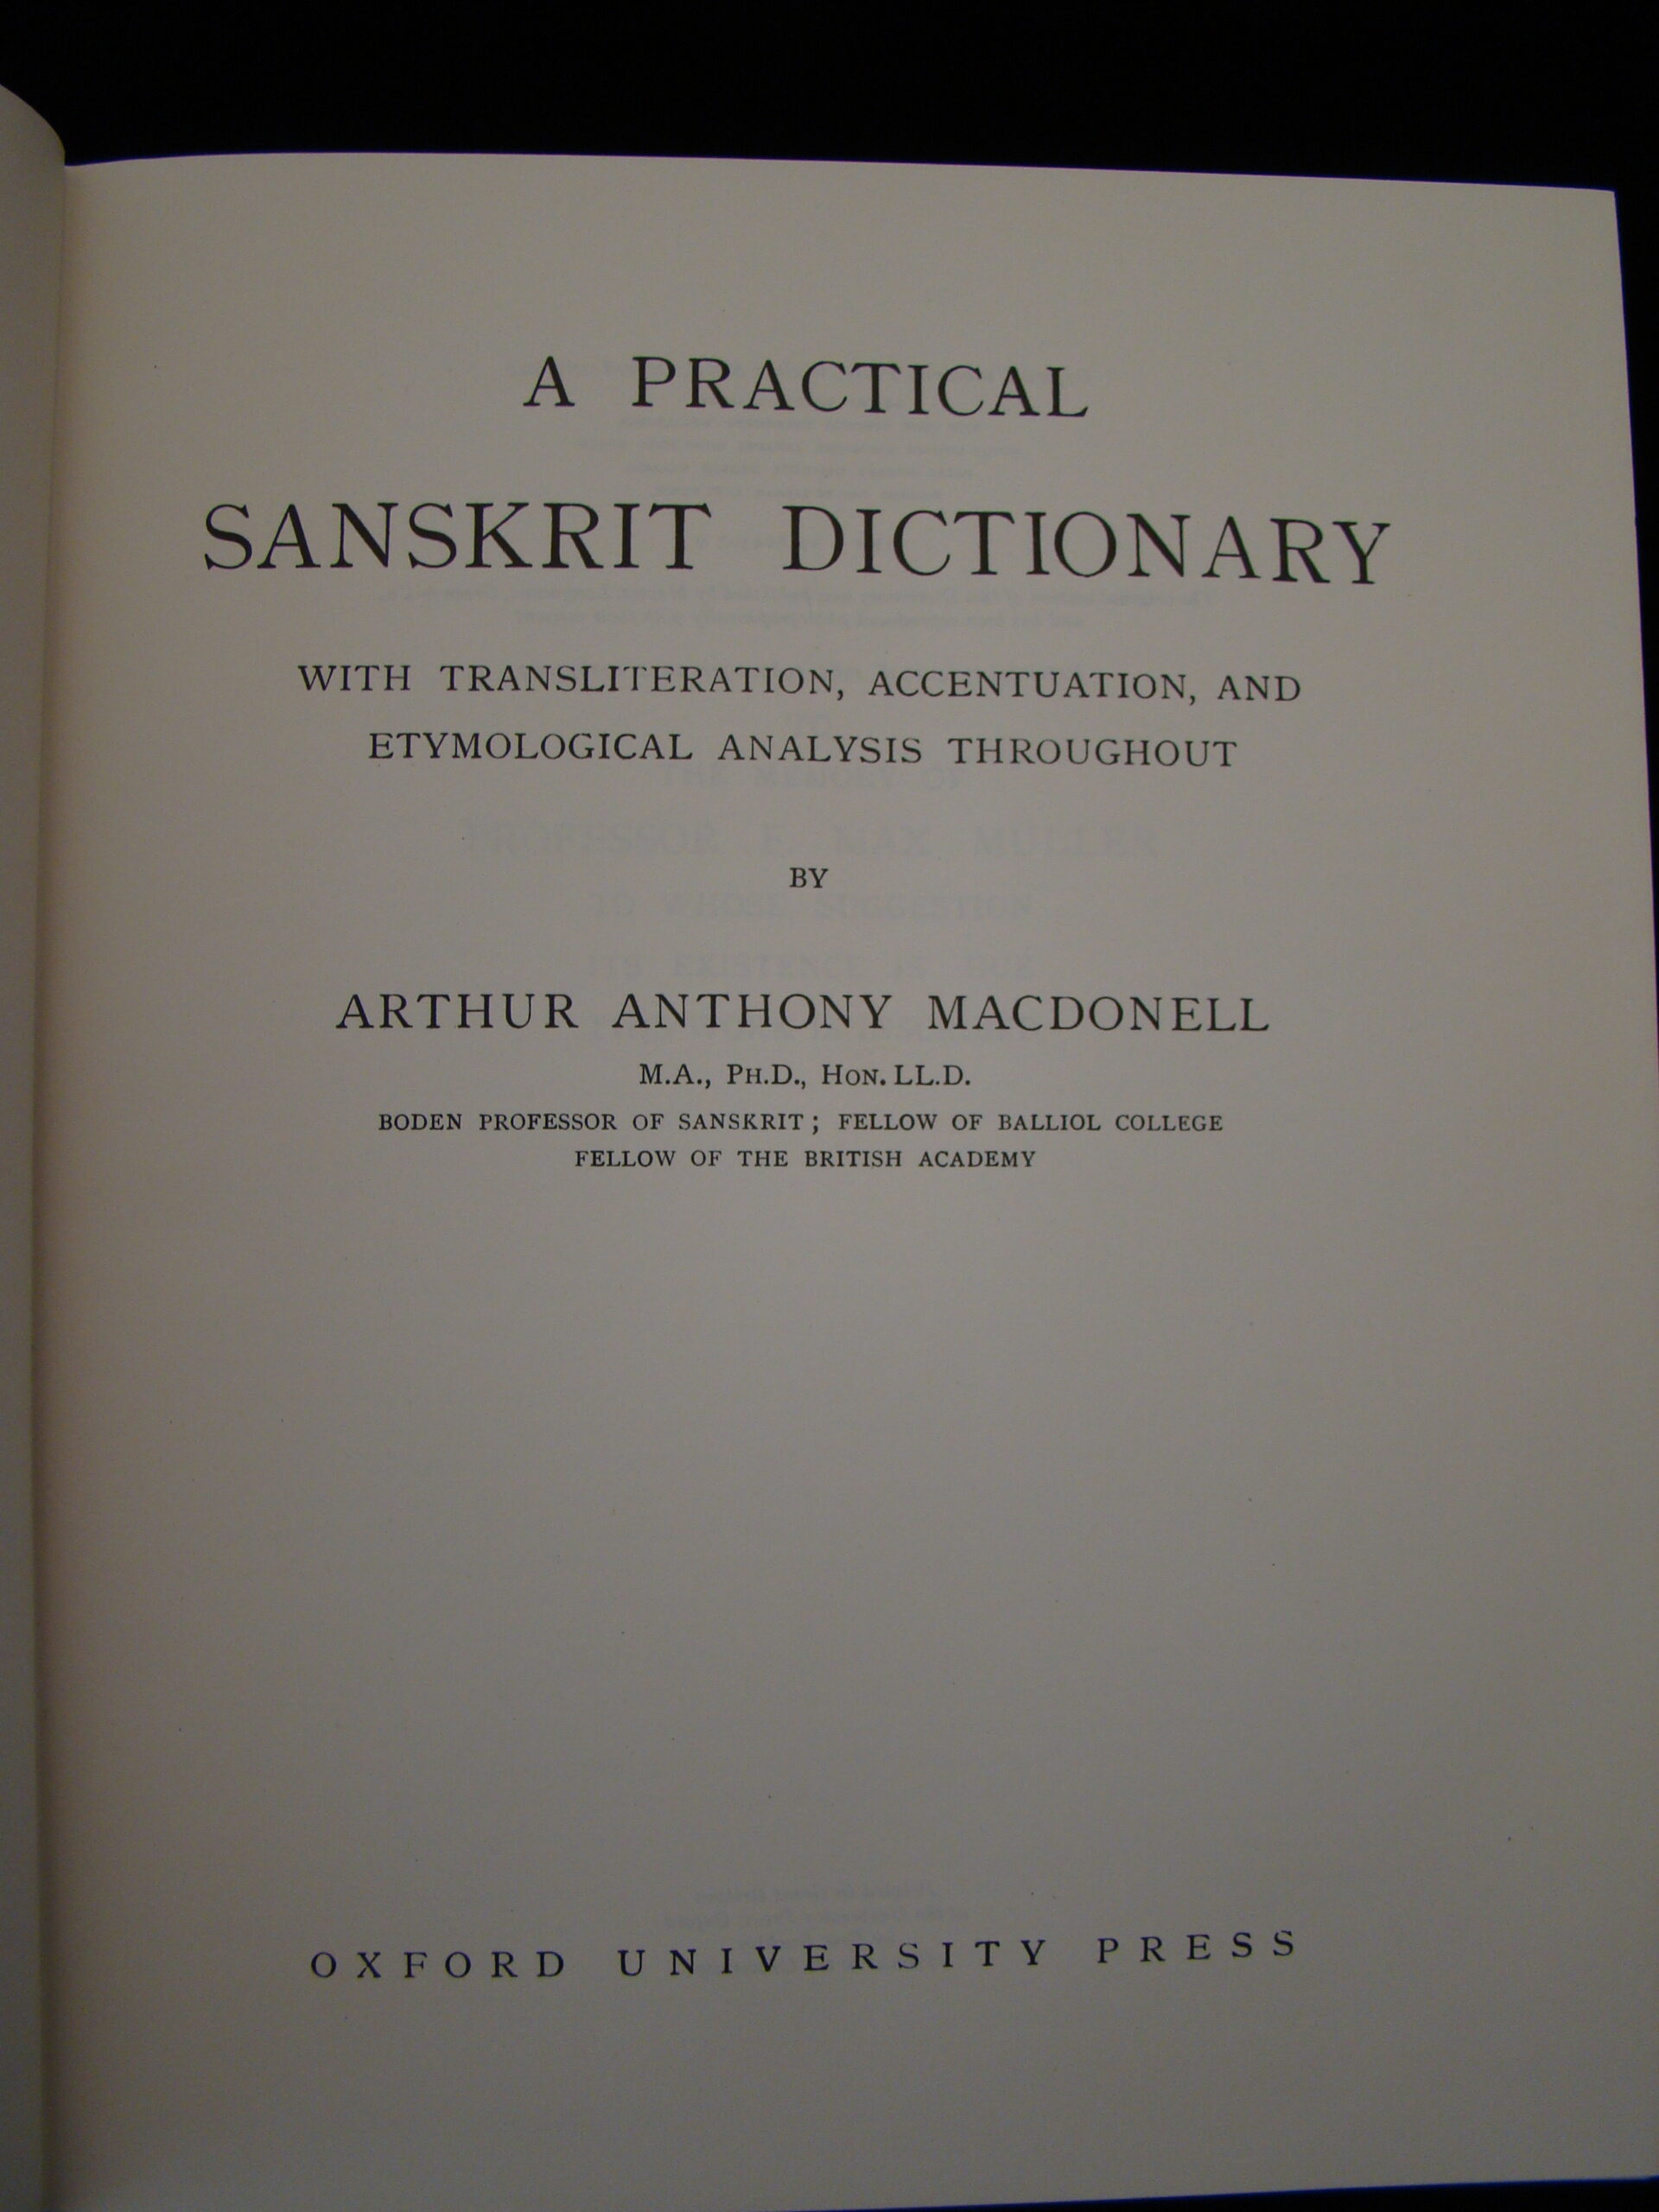 A PRACTICAL
SANSKRIT DICTIONARY
WITH TRANSLITERATION, ACCENTUATION, AND
ETYMOLOGICAL ANALYSIS THROUGHOUT
BY
ARTHUR ANTHONY MACDONELL
M.A., PH.D., HON. LL.D.
BODEN PROFESSOR OF SANSKRIT; FELLOW OF BALLIOL COLLEGE
FELLOW OF THE BRITISH ACADEMY
OXFORD UNIVERSITY PRESS